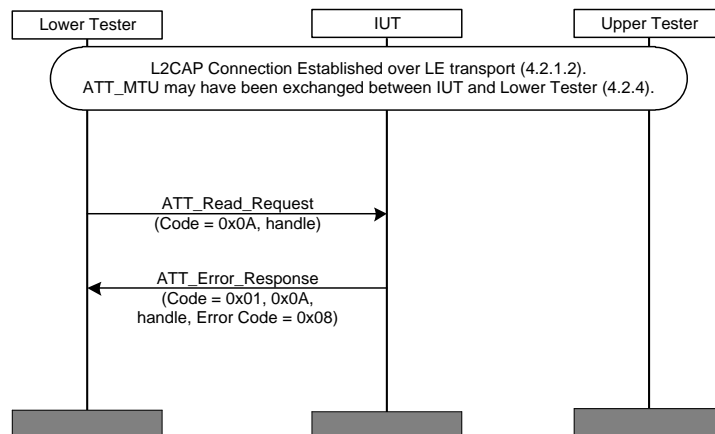 Lower Tester
IUT
Upper Tester
L2CAP Connection Established over LE transport (4.2.1.2).
ATT_MTU may have been exchanged between IUT and Lower Tester (4.2.4).
ATT_Read_Request
(Code = 0x0A, handle)
ATT_Error_Response
(Code = 0x01, 0x0A,
handle, Error Code = 0x08)